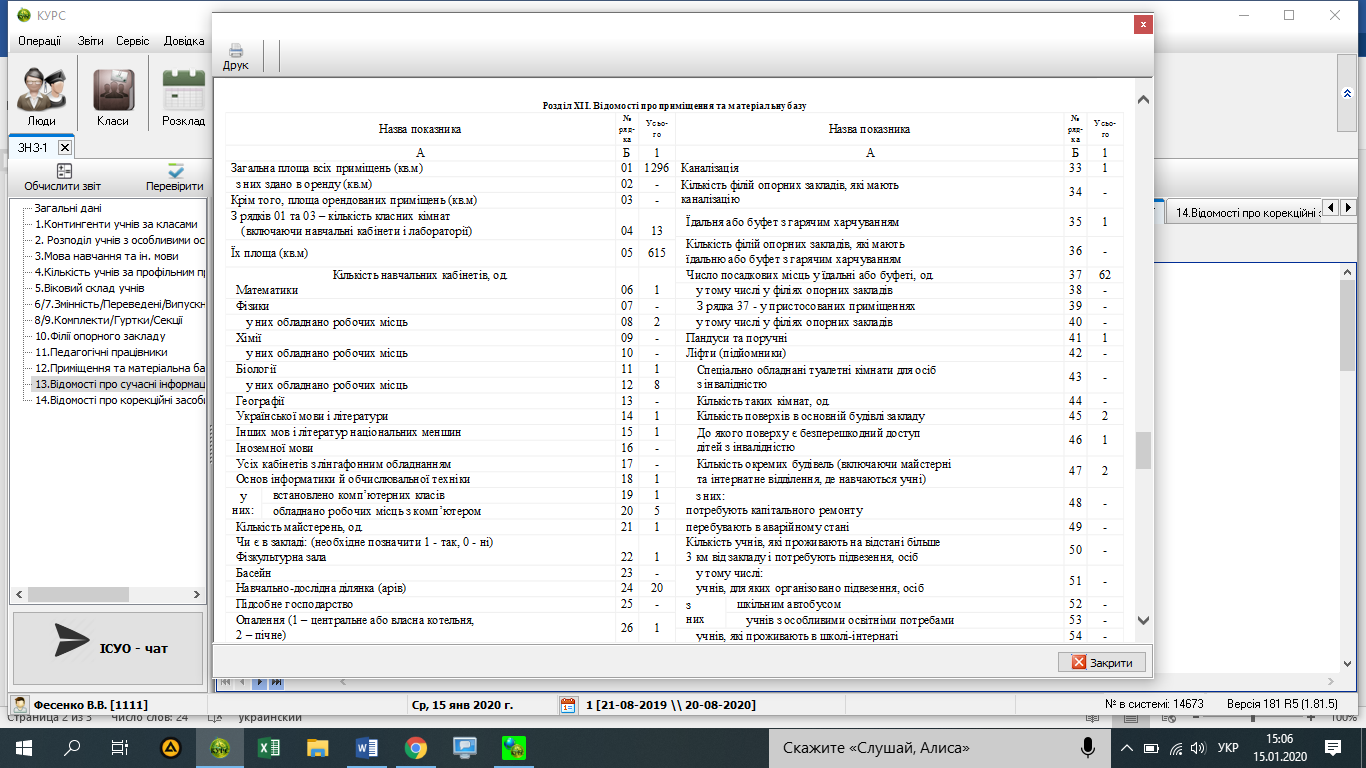 КУРС
Операції Звіти Сервіс Довідка
Люди Класи Розклад
ЗНЗ-1
Обчислити звіт Перевірити
Загальні дані
1.Контингенти учнів за класами
2. Розподіл учнів з особливими ос
3.Мова навчання та ін. мови
4.Кількість учнів за профільним пр
5.Віковий склад учнів
6/7.Змінність/Переведені/Випускн
8/9.Комплекти/Гуртки/Секції
10.Філії опорного закладу
11.Педагогічні працівники
12.Приміщення та матеріальна ба
13.Відомості про сучасні інформац
14.Відомості про корекційні засоби
ІСУО - чат
Друк
x
Розділ XII. Відомості про приміщення та матеріальну базу
Назва показника № ряд-ка Усьо-го
А Б 1
Загальна площа всіх приміщень (кв.м) 01 1296
з них здано в оренду (кв.м) 02 -
Крім того, площа орендованих приміщень (кв.м) 03 -
З рядків 01 та 03 – кількість класних кімнат
(включаючи навчальні кабінети і лабораторії) 04 13
Їх площа (кв.м) 05 615
Кількість навчальних кабінетів, од.
Математики 06 1
Фізики 07 -
у них обладнано робочих місць 08 2
Хімії 09 -
у них обладнано робочих місць 10 -
Біології 11 1
у них обладнано робочих місць 12 8
Географії 13 -
Української мови і літератури 14 1
Інших мов і літератур національних меншин 15 1
Іноземної мови 16 -
Усіх кабінетів з лінгафонним обладнанням 17 -
Основ інформатики й обчислювальної техніки 18 1
у них:
встановлено комп’ютерних класів 19 1
обладнано робочих місць з комп’ютером 20 5
Кількість майстерень, од. 21 1
Чи є в закладі: (необхідне позначити 1 - так, 0 - ні)
Фізкультурна зала 22 1
Басейн 23 -
Навчально-дослідна ділянка (арів) 24 20
Підсобне господарство 25 -
Опалення (1 – центральне або власна котельня,
2 – пічне) 26 1
Назва показника № ряд-ка Усьо-го
А Б 1
Каналізація 33 1
Кількість філій опорних закладів, які мають
каналізацію 34 -
Їдальня або буфет з гарячим харчуванням 35 1
Кількість філій опорних закладів, які мають
їдальню або буфет з гарячим харчуванням 36 -
Число посадкових місць у їдальні або буфеті, од. 37 62
у тому числі у філіях опорних закладів 38 -
З рядка 37 - у пристосованих приміщеннях 39 -
у тому числі у філіях опорних закладів 40 -
Пандуси та поручні 41 1
Ліфти (підйомники) 42 -
Спеціально обладнані туалетні кімнати для осіб
з інвалідністю 43 -
Кількість таких кімнат, од. 44 -
Кількість поверхів в основній будівлі закладу 45 2
До якого поверху є безперешкодний доступ
дітей з інвалідністю 46 1
Кількість окремих будівель (включаючи майстерні
та інтернатне відділення, де навчаються учні) 47 2
з них:
потребують капітального ремонту 48 -
перебувають в аварійному стані 49 -
Кількість учнів, які проживають на відстані більше
3 км від закладу і потребують підвезення, осіб 50 -
у тому числі:
учнів, для яких організовано підвезення, осіб 51 -
з них
шкільним автобусом 52 -
учнів з особливими освітніми потребами 53 -
учнів, які проживають в школі-інтернаті 54 -
14.Відомості про корекційні з
Закрити
Фесенко В.В. [1111] Ср, 15 янв 2020 г. 1 [21-08-2019 \\ 20-08-2020] № в системі: 14673 Версія 181 R5 (1.81.5)
Страница 2 из 3 Число слов: 24 украинский 100%
Скажите «Слушай, Алиса»
УКР
15:06
15.01.2020